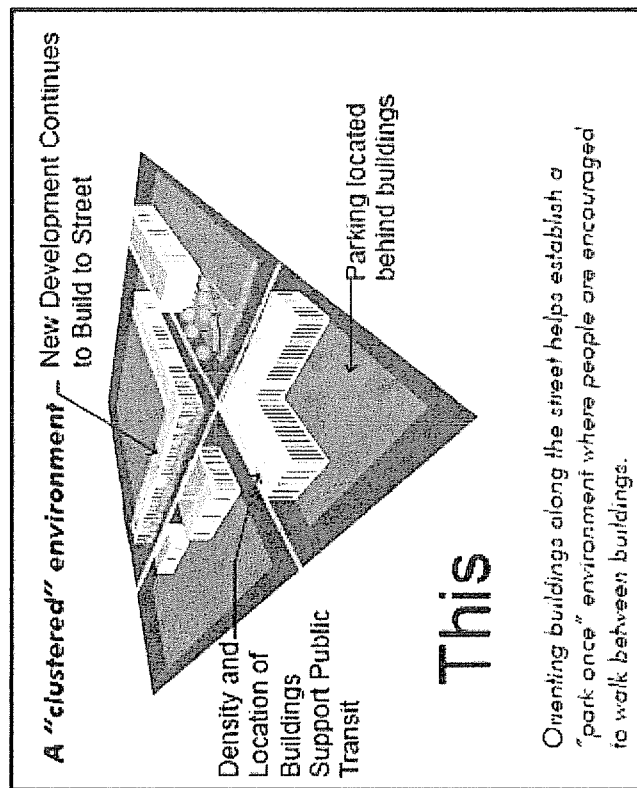 A "clustered" environment
New Development Continues
to Build to Street
Density and
Location of
Buildings
Support Public
Transit
Parking located
behind buildings
This
Orienting buildings along the street helps establish a
"park once" environment where people are encouraged
to walk between buildings.